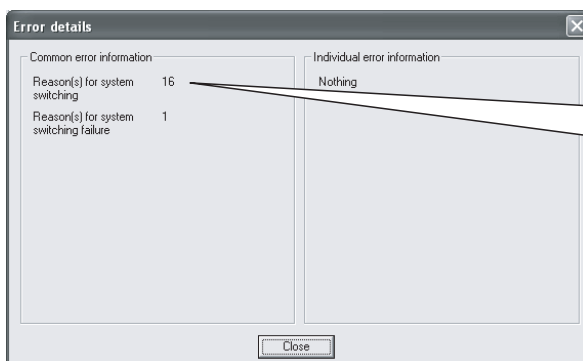 Error details
Common error information
Reason(s) for system 16
switching
Reason(s) for system 1
switching failure
Individual error information
Nothing
Close